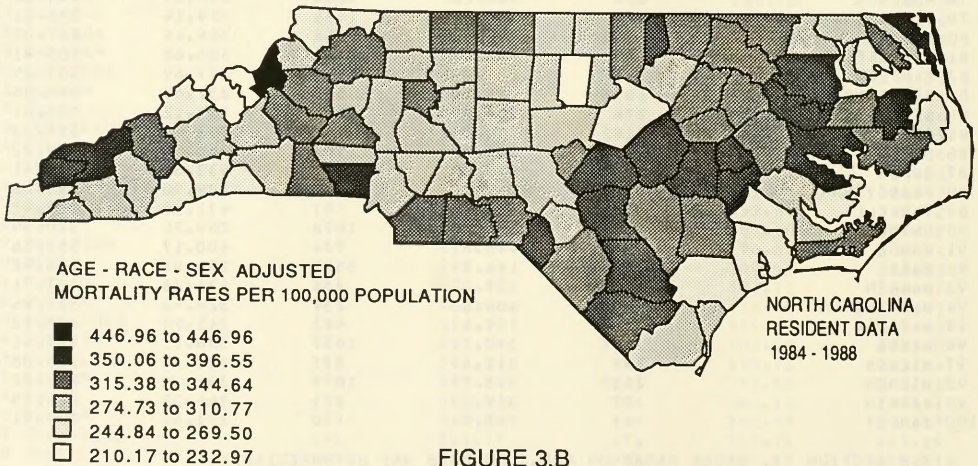 AGE - RACE - SEX ADJUSTED
MORTALITY RATES PER 100,000 POPULATION
446.96 to 446.96
350.06 to 396.55
315.38 to 344.64
274.73 to 310.77
244.84 to 269.50
210.17 to 232.97
NORTH CAROLINA
RESIDENT DATA
1984 - 1988
FIGURE 3.B